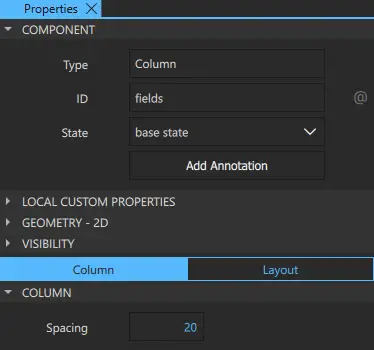 Properties
COMPONENT
Type Column
ID fields @
State base state
Add Annotation
LOCAL CUSTOM PROPERTIES
GEOMETRY - 2D
VISIBILITY
Column Layout
COLUMN
Spacing 20